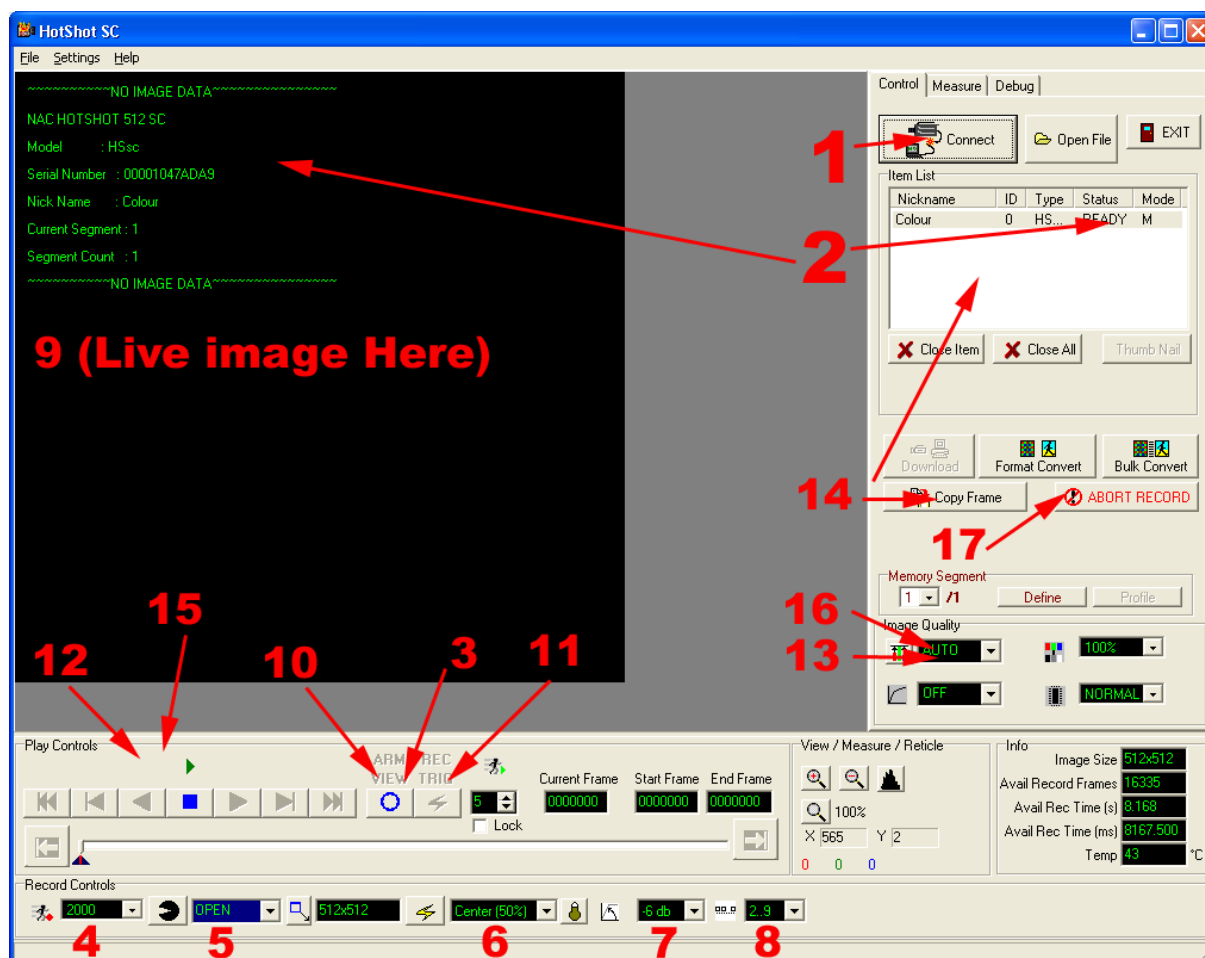 HotShot SC
File Settings Help
~~~~~~~~~~NO IMAGE DATA~~~~~~~~~~~~~~~
NAC HOTSHOT 512 SC
Model : HSsc
Serial Number : 00001047ADA9
Nick Name : Colour
Current Segment : 1
Segment Count : 1
~~~~~~~~~~NO IMAGE DATA~~~~~~~~~~~~~~~
9 (Live image Here)
Control Measure Debug
1
Connect Open File EXIT
Item List
Nickname ID Type Status Mode
Colour 0 HS... READY M
2
Close Item Close All Thumb Nail
Download Format Convert Bulk Convert
14
Copy Frame ABORT RECORD
17
Memory Segment
1 /1 Define Profile
Image Quality
16
13
AUTO 100%
OFF NORMAL
15
12 10 3 11
Play Controls
ARM REC
VIEW TRIG
5
Lock
Current Frame Start Frame End Frame
0000000 0000000 0000000
View / Measure / Reticle
100%
X 565 Y 2
0 0 0
Info
Image Size 512x512
Avail Record Frames 16335
Avail Rec Time (s) 8.168
Avail Rec Time (ms) 8167.500
Temp 43 °C
Record Controls
2000 OPEN 512x512 Center (50%) -6 db 2..9
4 5 6 7 8